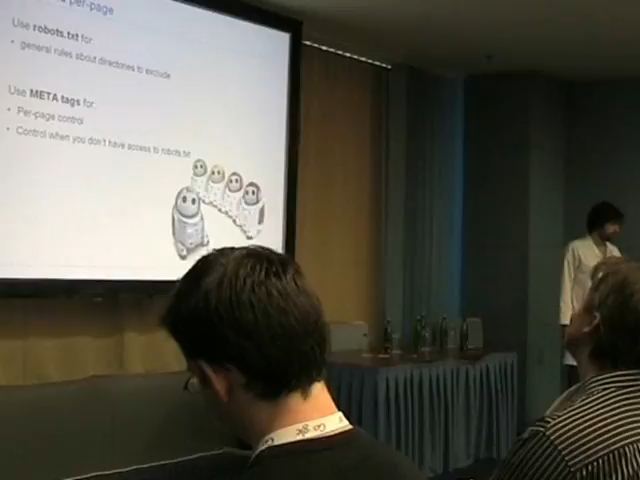 per-page
Use robots.txt for:
• general rules about directories to exclude
Use META tags for:
• Per-page control
• Control when you don't have access to robots.txt
Google